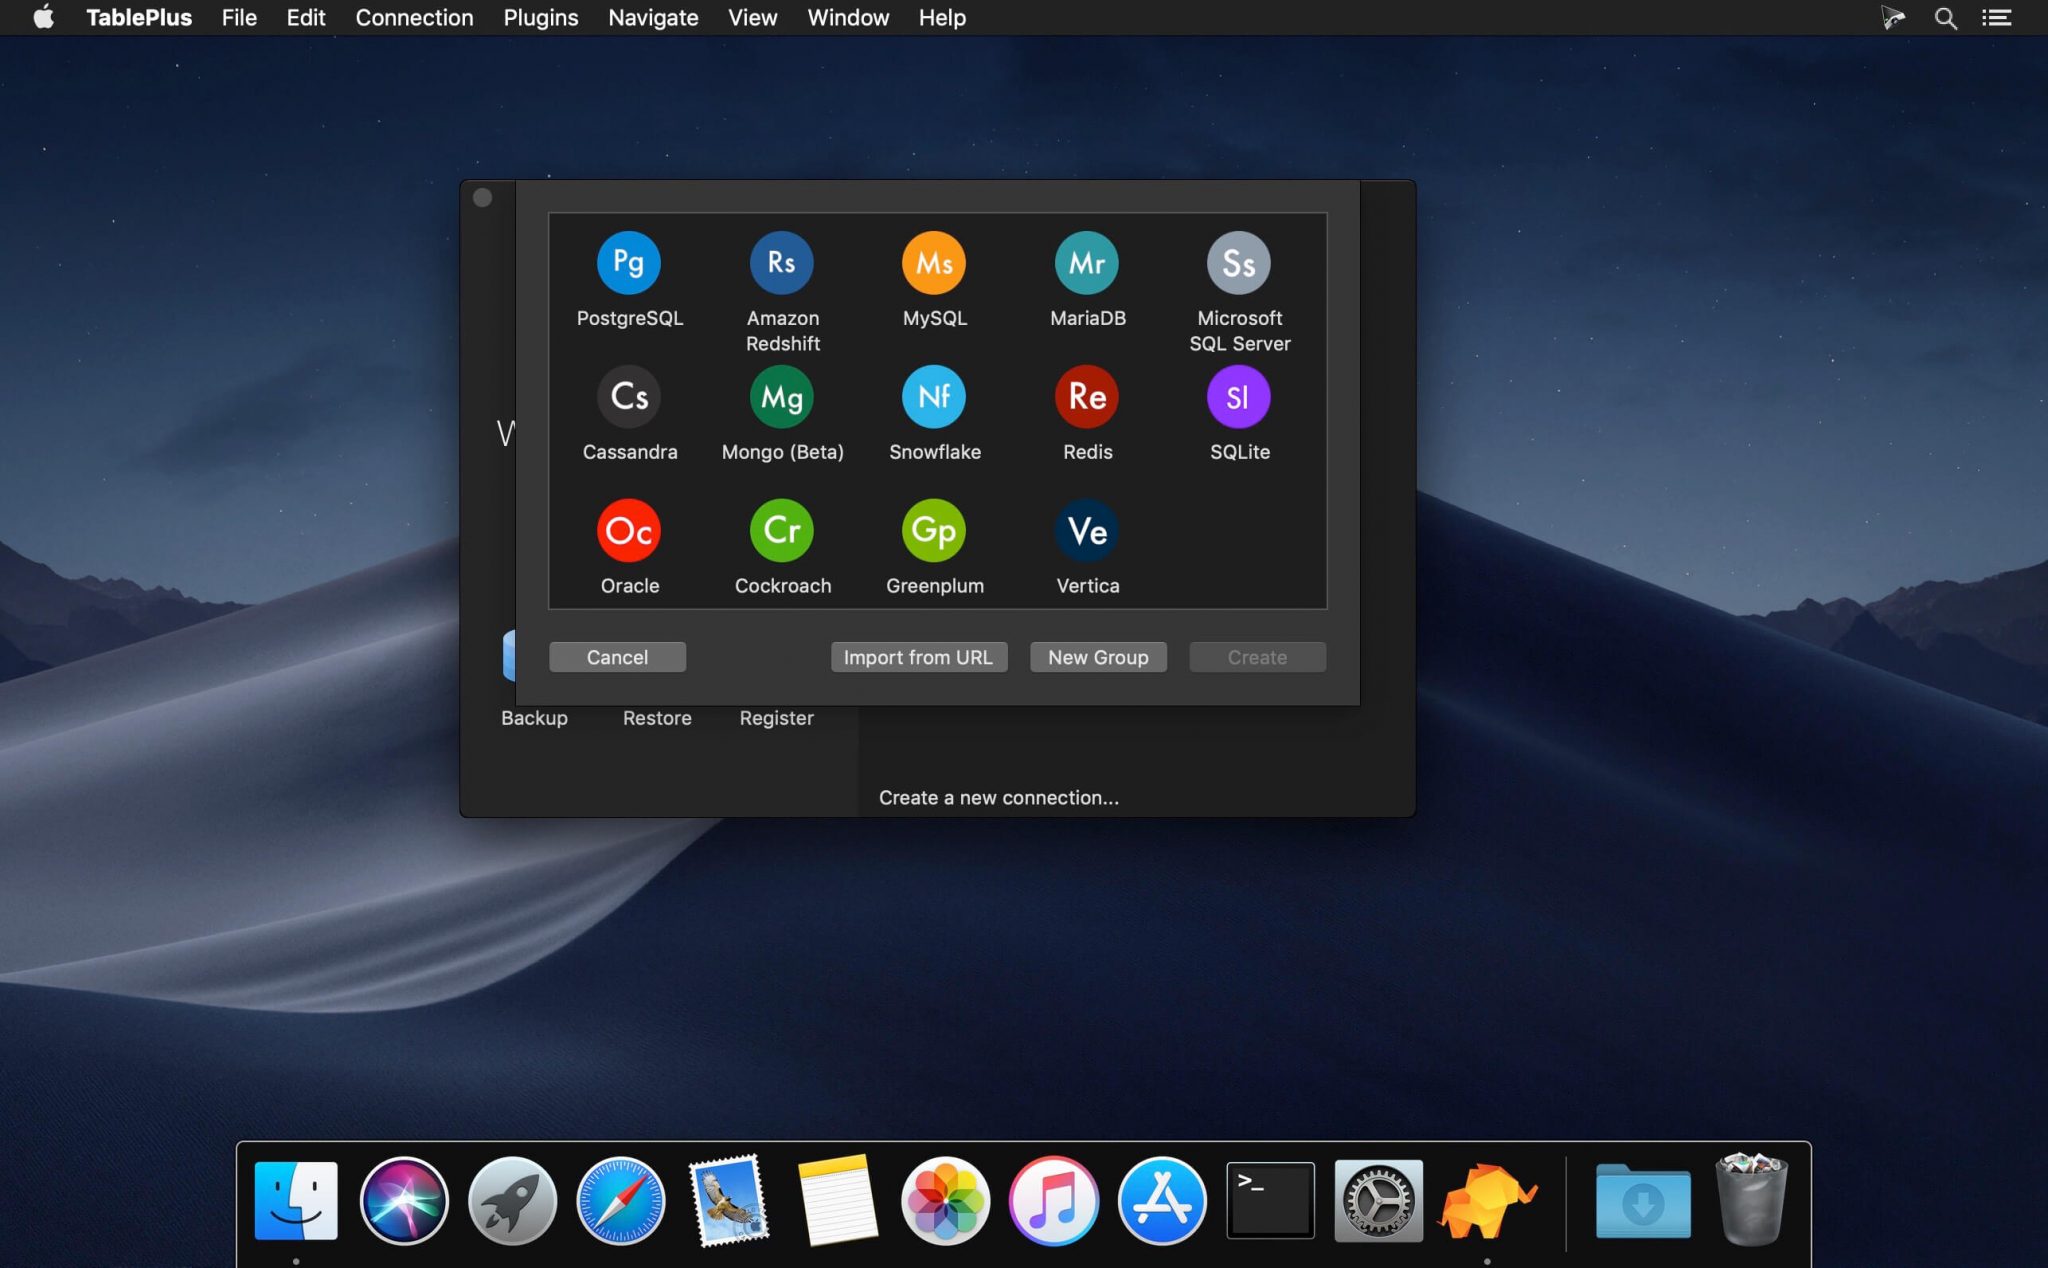 TablePlus File Edit Connection Plugins Navigate View Window Help
Pg Rs Ms Mr Ss
PostgreSQL Amazon MySQL MariaDB Microsoft
Redshift SQL Server
Cs Mg Nf Re Sl
Cassandra Mongo (Beta) Snowflake Redis SQLite
Oc Cr Gp Ve
Oracle Cockroach Greenplum Vertica
Cancel Import from URL New Group Create
Backup Restore Register
Create a new connection...
>_